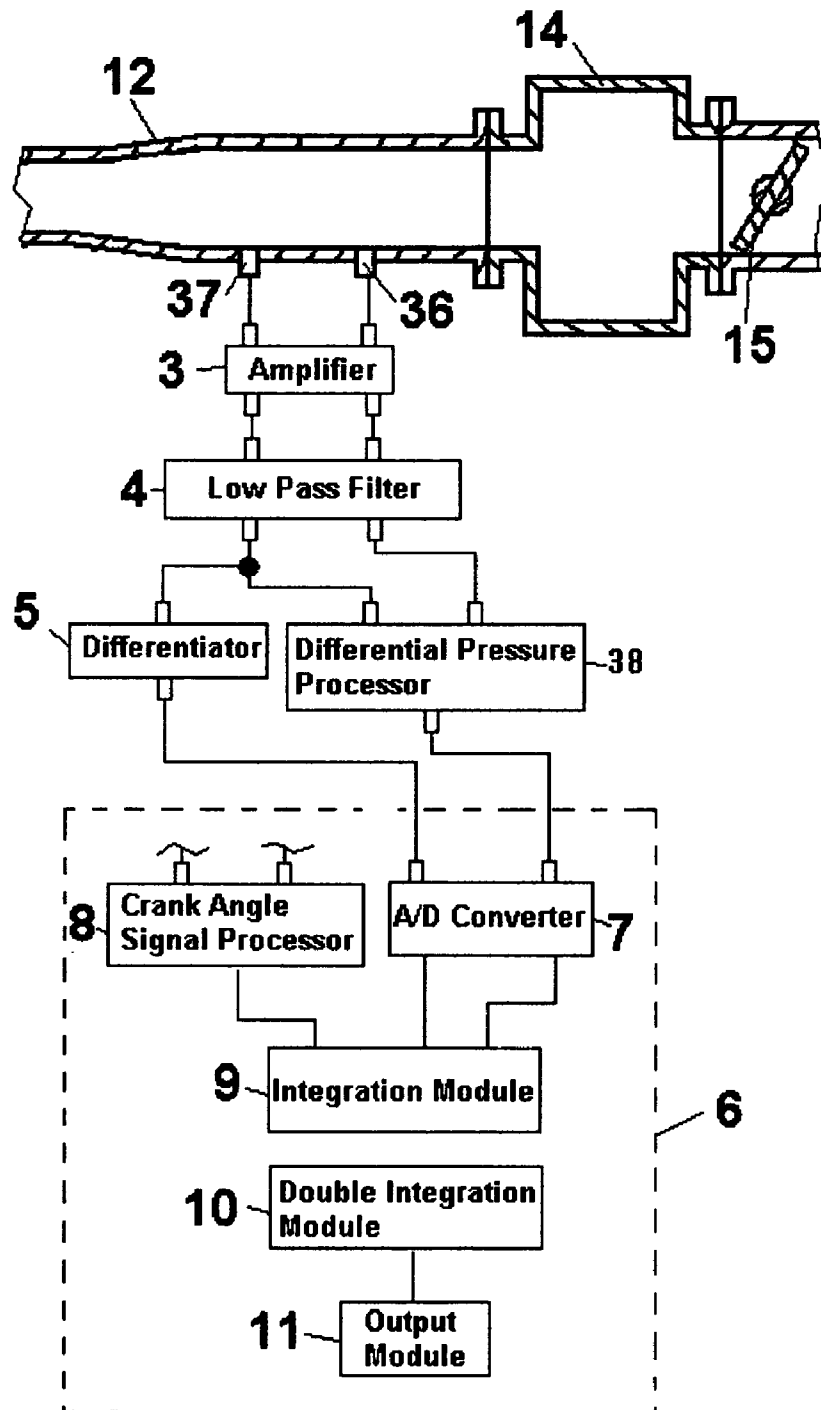 14
12
37
36
15
3
Amplifier
4
Low Pass Filter
5
Differentiator
Differential Pressure
Processor
38
8
Crank Angle
Signal Processor
A/D Converter
7
9
Integration Module
6
10
Double Integration
Module
11
Output
Module